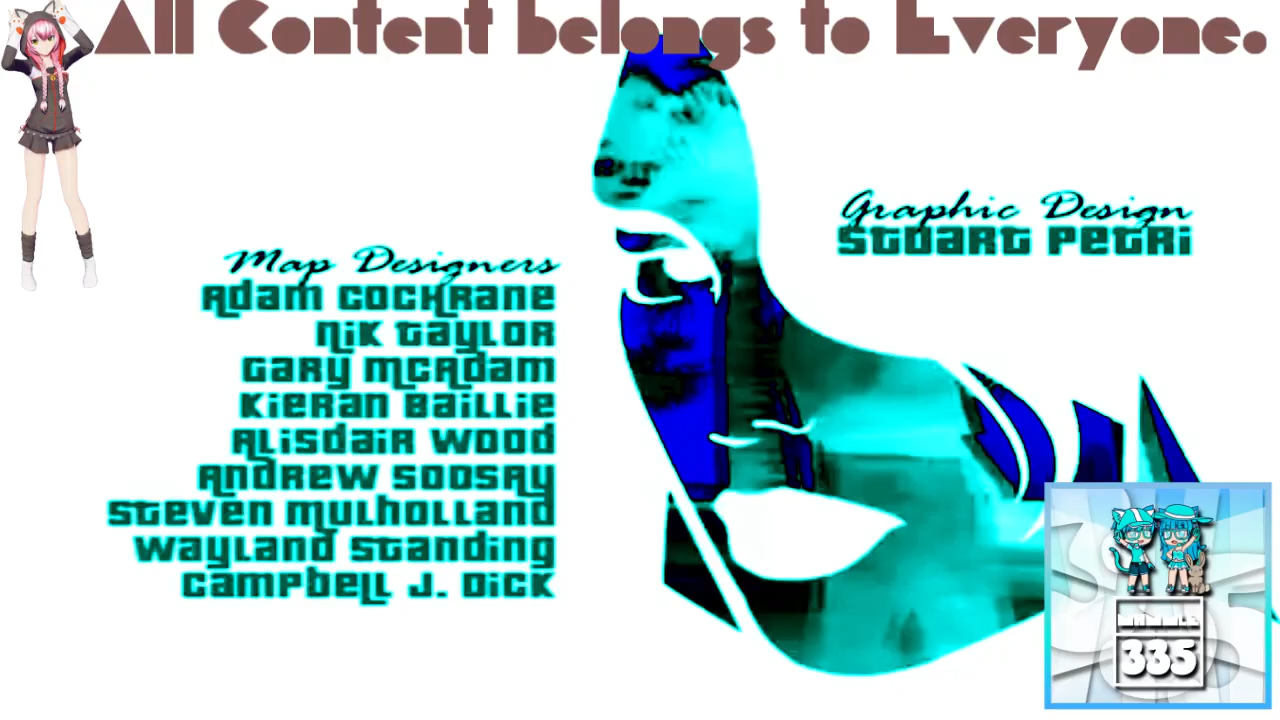 All Content belongs to Everyone.
Graphic Design
STUART PETRI
Map Designers
ADAM COCHRANE
NIK TAYLOR
GARY MCADAM
KIERAN BAILLIE
ALISDAIR WOOD
ANDREW SOOSAY
STEVEN MULHOLLAND
WAYLAND STANDING
CAMPBELL J. DICK
335